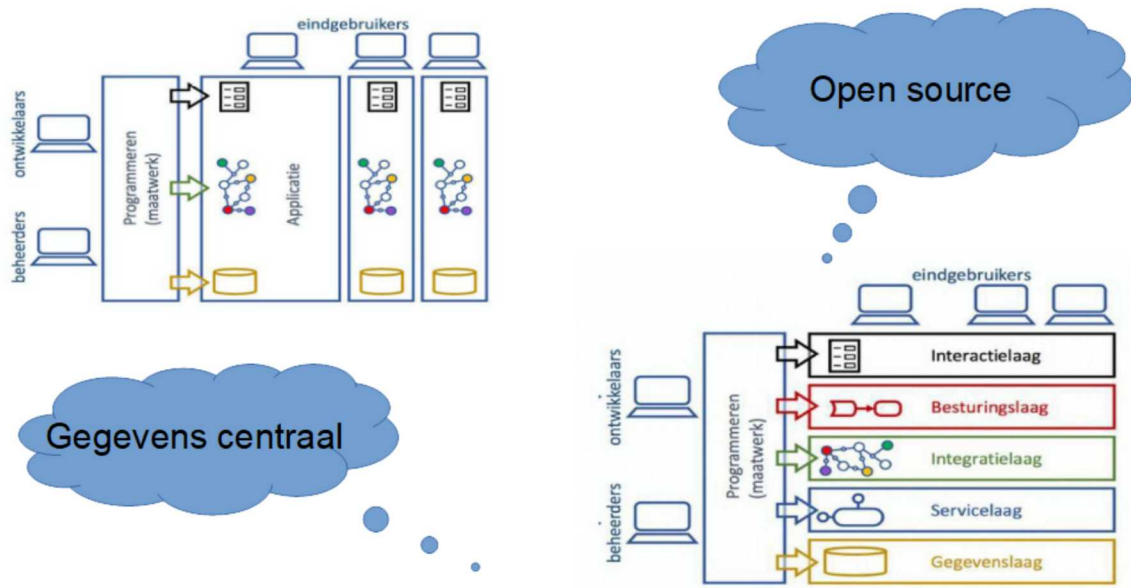 eindgebruikers
ontwikkelaars
beheerders
Programmeren
(maatwerk)
Applicatie
Open source
Gegevens centraal
eindgebruikers
ontwikkelaars
beheerders
Programmeren
(maatwerk)
Interactielaag
Besturingslaag
Integratielaag
Servicelaag
Gegevenslaag